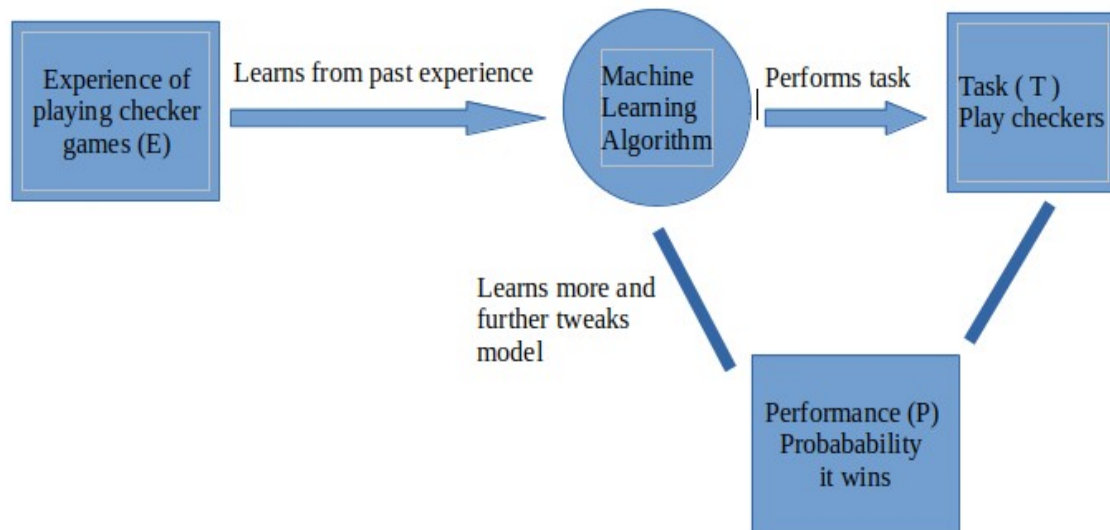 Experience of
playing checker
games (E)
Learns from past experience
Machine
Learning
Algorithm
Performs task
Task ( T )
Play checkers
Learns more and
further tweaks
model
Performance (P)
Probabability
it wins